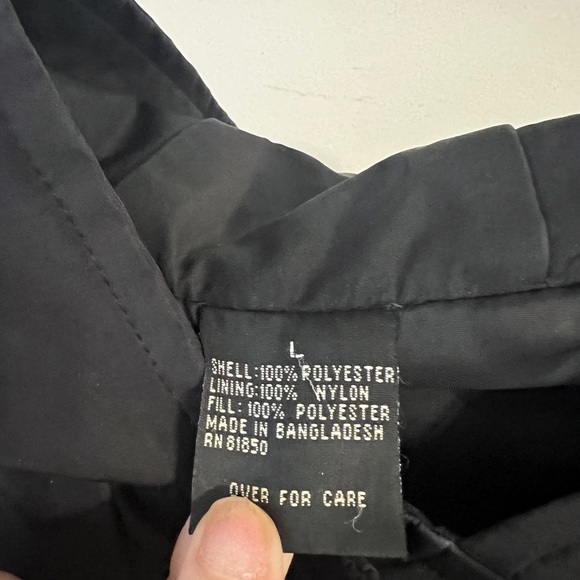 L
SHELL:100% POLYESTER
LINING:100% NYLON
FILL: 100% POLYESTER
MADE IN BANGLADESH
RN 81850
OVER FOR CARE